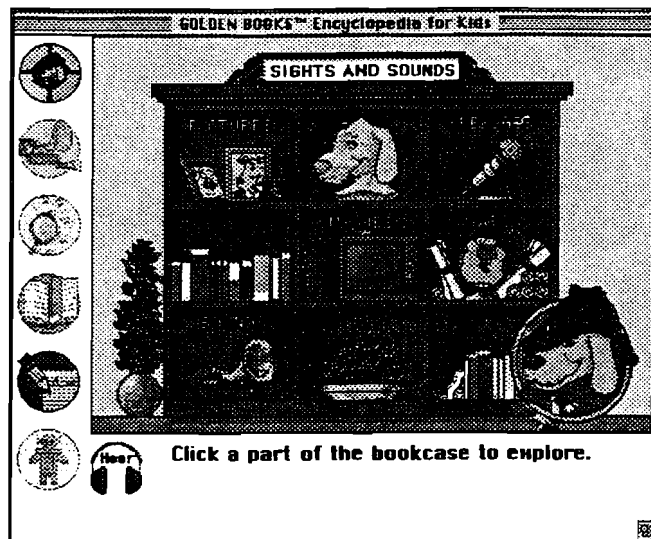 GOLDEN BOOKS™ Encyclopedia for Kids
SIGHTS AND SOUNDS
Hear
Click a part of the bookcase to explore.